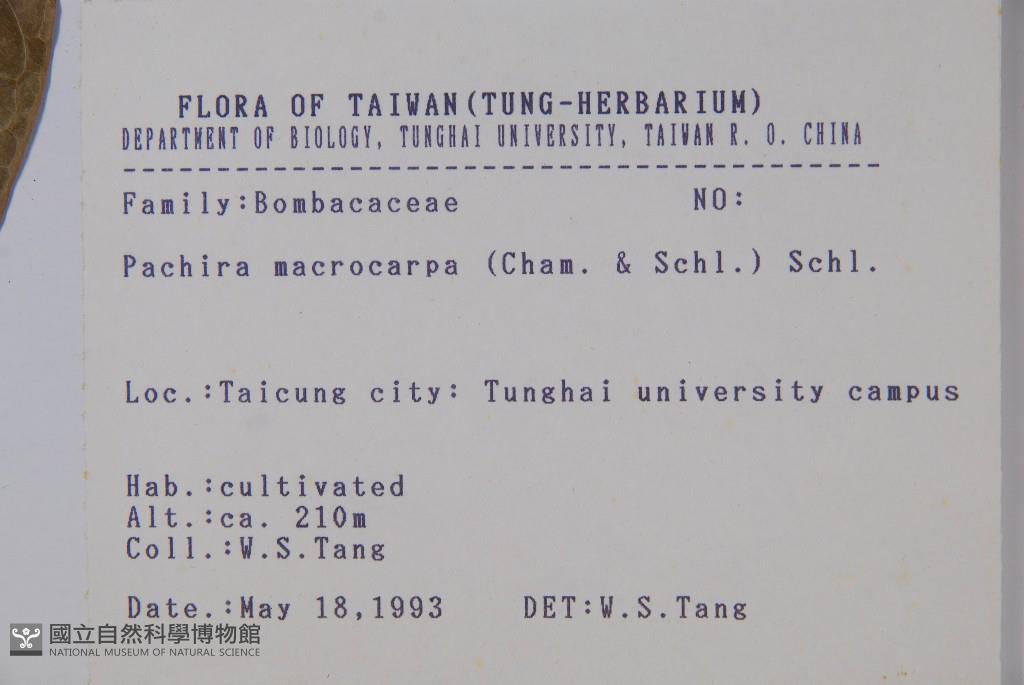 FLORA OF TAIWAN(TUNG-HERBARIUM)
DEPARTMENT OF BIOLOGY, TUNGHAI UNIVERSITY, TAIWAN R. O. CHINA
Family:Bombacaceae NO:
Pachira macrocarpa (Cham. & Schl.) Schl.
Loc.:Taicung city: Tunghai university campus
Hab.:cultivated
Alt.:ca. 210m
Coll.:W.S.Tang
Date.:May 18,1993 DET:W.S.Tang
國立自然科學博物館
NATIONAL MUSEUM OF NATURAL SCIENCE